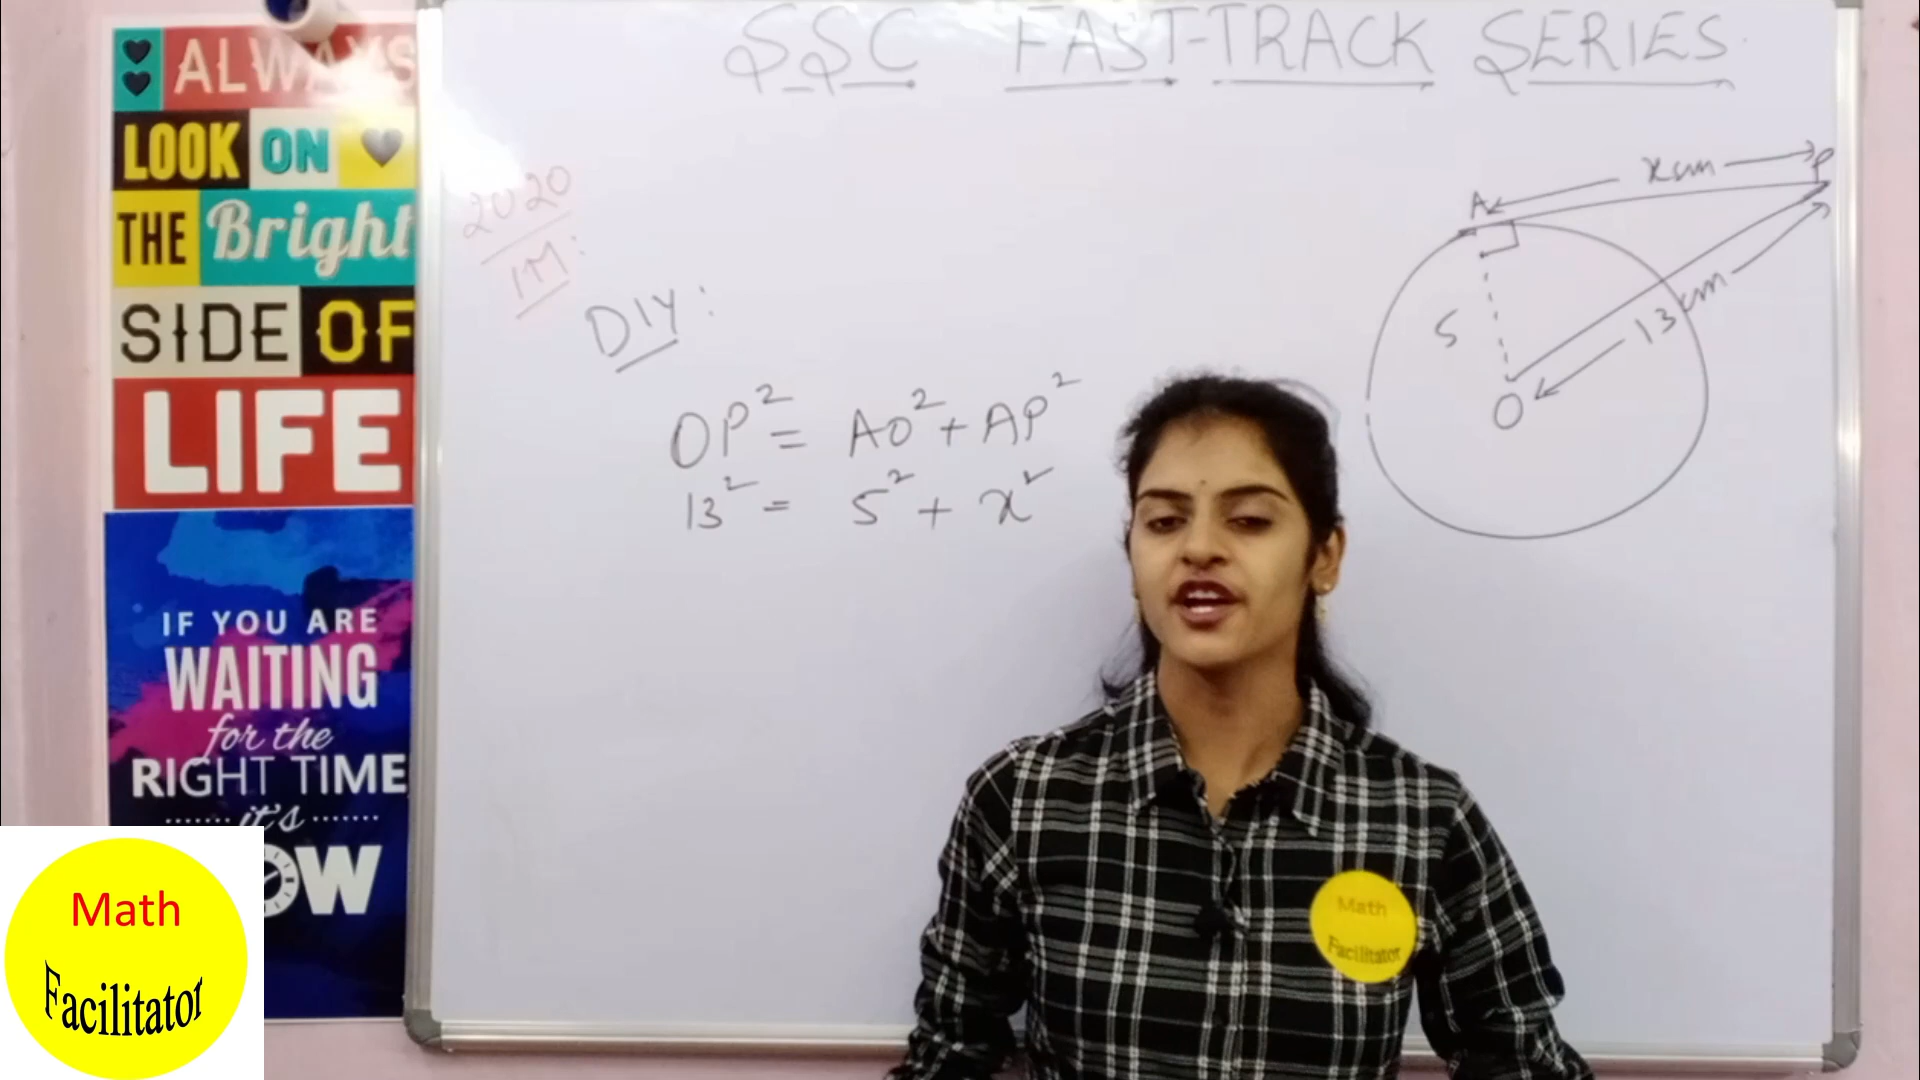 SSC FAST-TRACK SERIES
ALWAYS
LOOK ON
THE Bright
SIDE OF
LIFE
IF YOU ARE
WAITING
for the
RIGHT TIME
it's
OW
2020
1M:
DIY:
OP² = AO² + AP²
13² = 5² + x²
x cm
A
P
5
13 cm
O
Math
Facilitator
Math
Facilitator